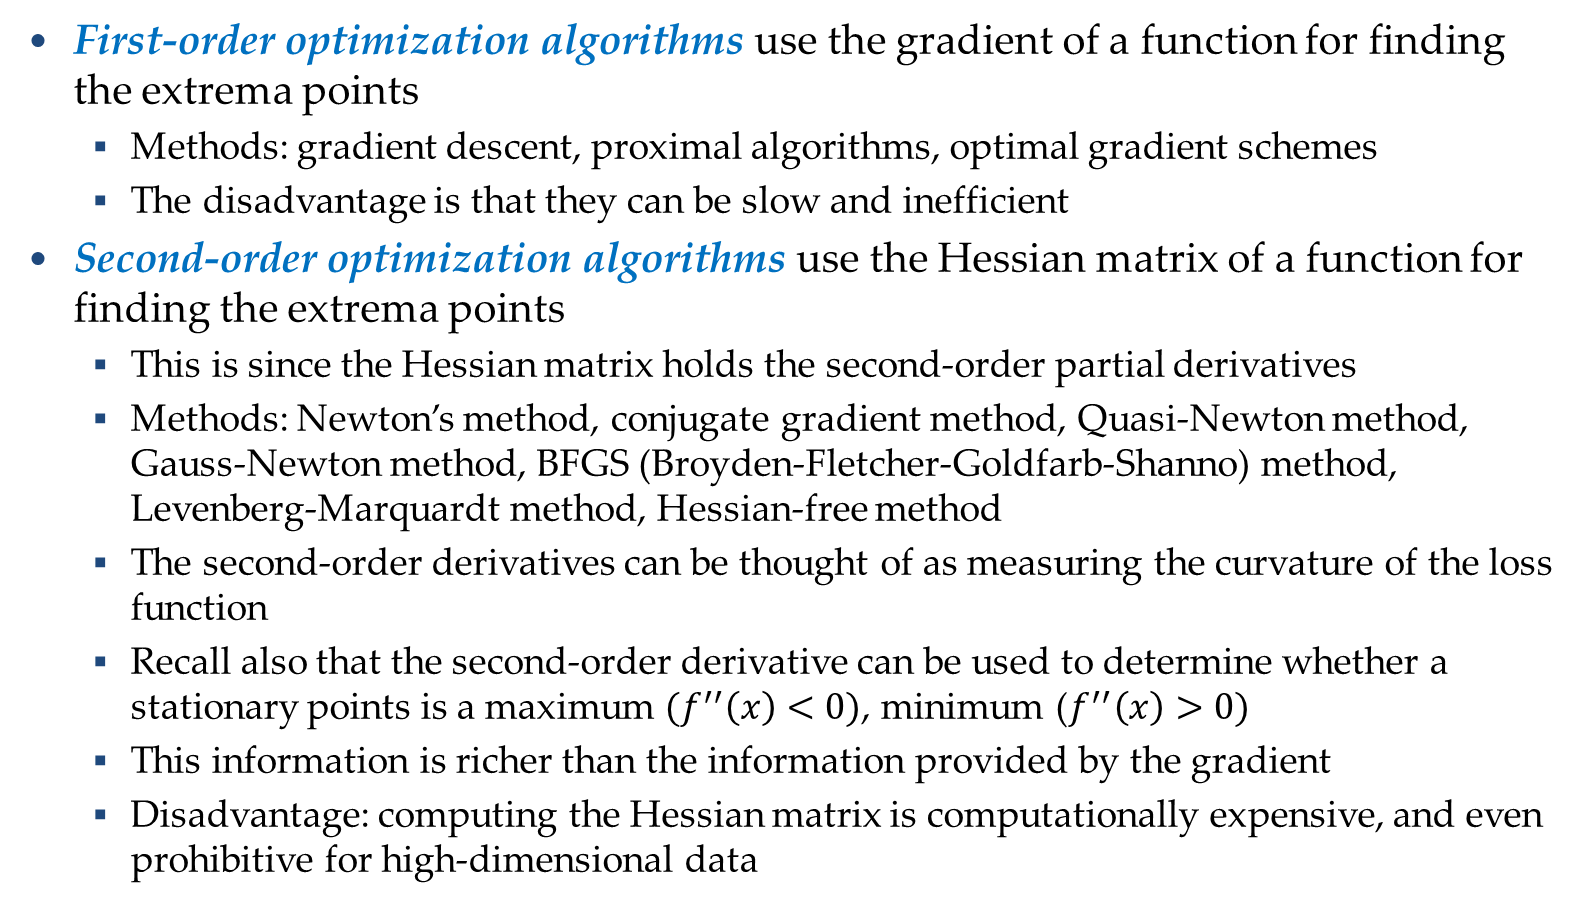 • First-order optimization algorithms use the gradient of a function for finding
the extrema points
▪ Methods: gradient descent, proximal algorithms, optimal gradient schemes
▪ The disadvantage is that they can be slow and inefficient
• Second-order optimization algorithms use the Hessian matrix of a function for
finding the extrema points
▪ This is since the Hessian matrix holds the second-order partial derivatives
▪ Methods: Newton’s method, conjugate gradient method, Quasi-Newton method,
Gauss-Newton method, BFGS (Broyden-Fletcher-Goldfarb-Shanno) method,
Levenberg-Marquardt method, Hessian-free method
▪ The second-order derivatives can be thought of as measuring the curvature of the loss
function
▪ Recall also that the second-order derivative can be used to determine whether a
stationary points is a maximum (f′′(x) < 0), minimum (f′′(x) > 0)
▪ This information is richer than the information provided by the gradient
▪ Disadvantage: computing the Hessian matrix is computationally expensive, and even
prohibitive for high-dimensional data